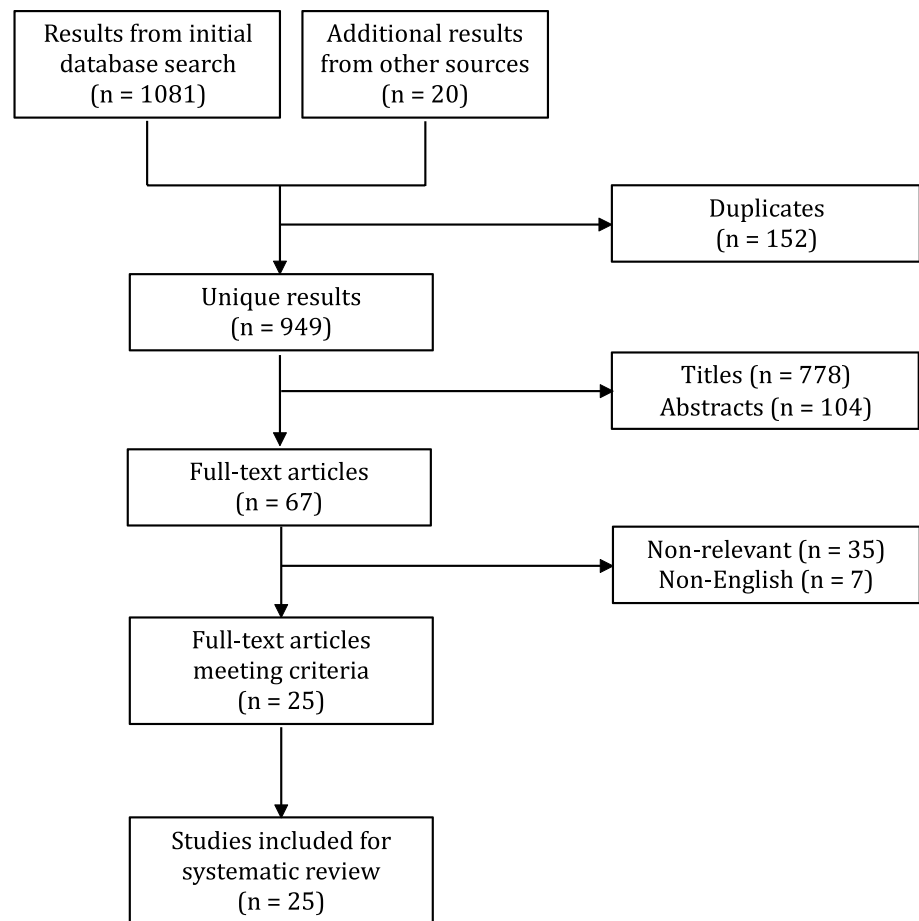 Results from initial
database search
(n = 1081)
Additional results
from other sources
(n = 20)
Duplicates
(n = 152)
Unique results
(n = 949)
Titles (n = 778)
Abstracts (n = 104)
Full-text articles
(n = 67)
Non-relevant (n = 35)
Non-English (n = 7)
Full-text articles
meeting criteria
(n = 25)
Studies included for
systematic review
(n = 25)